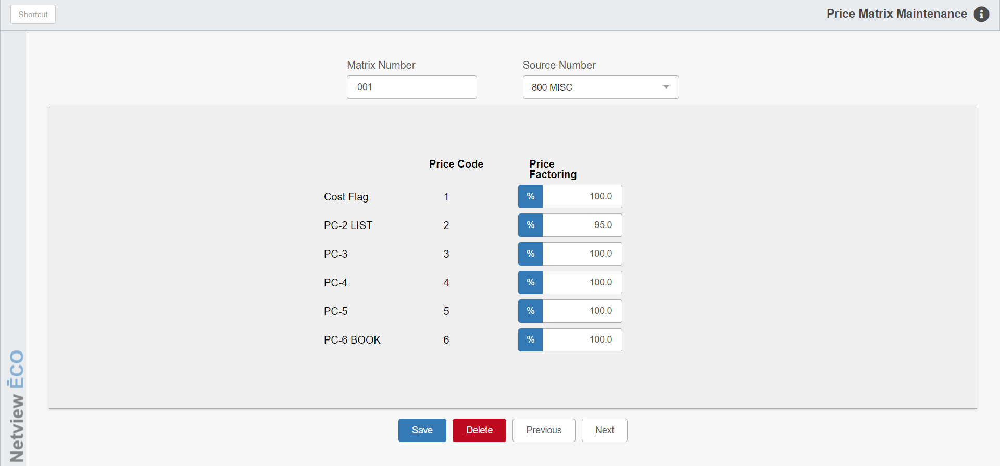 Shortcut
Price Matrix Maintenance
Matrix Number
Source Number
001
800 MISC
Price Code
Price
Factoring
Cost Flag 1 % 100.0
PC-2 LIST 2 % 95.0
PC-3 3 % 100.0
PC-4 4 % 100.0
PC-5 5 % 100.0
PC-6 BOOK 6 % 100.0
Save Delete Previous Next
Netview ĒCO